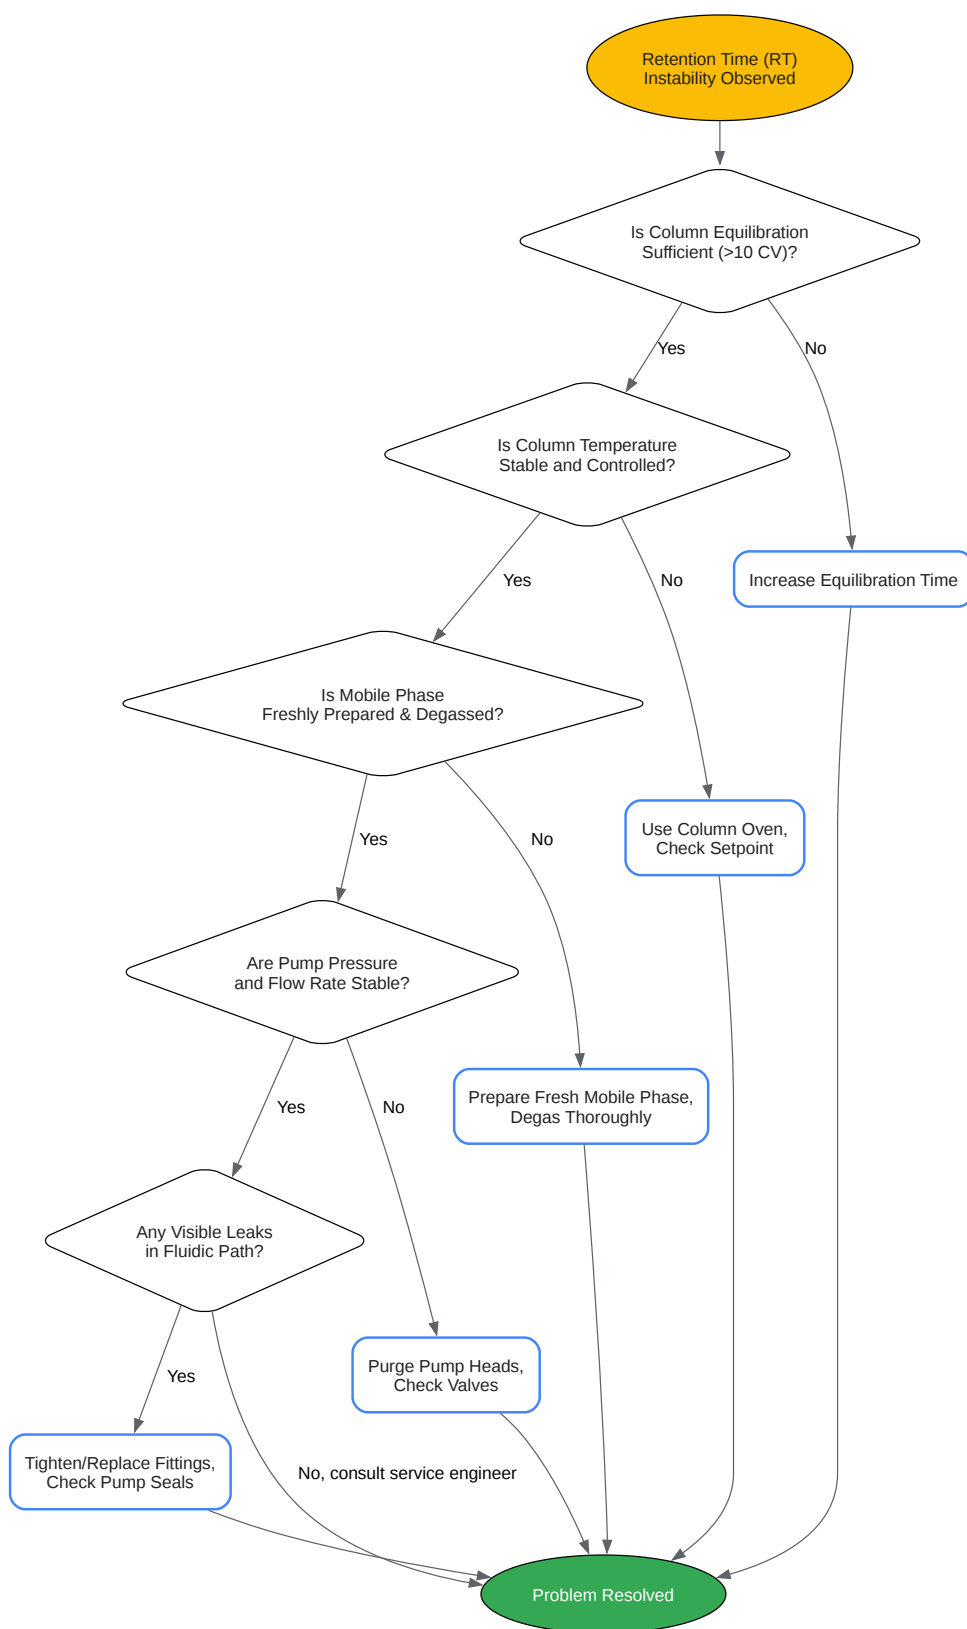 Retention Time (RT)
Instability Observed
Is Column Equilibration
Sufficient (>10 CV)?
Yes
No
Is Column Temperature
Stable and Controlled?
Yes
No
Increase Equilibration Time
Is Mobile Phase
Freshly Prepared & Degassed?
Yes
No
Use Column Oven,
Check Setpoint
Are Pump Pressure
and Flow Rate Stable?
Yes
No
Prepare Fresh Mobile Phase,
Degas Thoroughly
Any Visible Leaks
in Fluidic Path?
Yes
Purge Pump Heads,
Check Valves
Tighten/Replace Fittings,
Check Pump Seals
No, consult service engineer
Problem Resolved